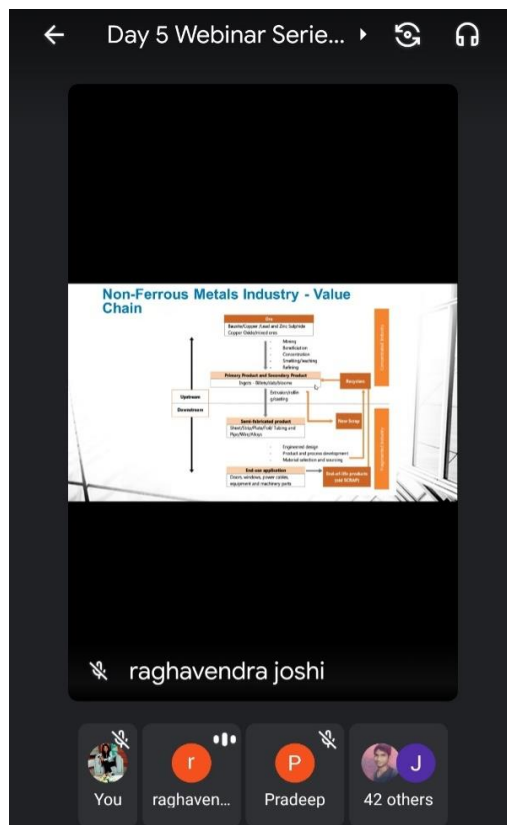 Day 5 Webinar Serie...
Non-Ferrous Metals Industry - Value
Chain
Ore
Bauxite/Copper /Lead and Zinc Sulphide
Copper Oxide/mixed ores
Mining
Beneficiation
Concentration
Smelting/leaching
Refining
Primary Product and Secondary Product
Ingots - Billets/slabs/blooms
Recyclers
Extrusion/rollin
g/casting
Upstream
Downstream
New Scrap
Semi-fabricated product
Sheet/Strip/Plate/Foil/ Tubing and
Pipe/Wire/Alloys
Engineered design
Product and process development
Material selection and sourcing
End-use application
Doors, windows, power cables,
equipment and machinery parts
End-of-life products
(old SCRAP)
raghavendra joshi
r
P
J
You
raghaven...
Pradeep
42 others